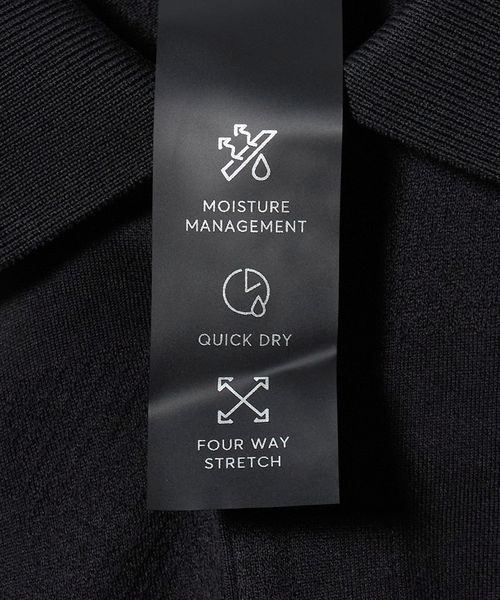 MOISTURE
MANAGEMENT
QUICK DRY
FOUR WAY
STRETCH